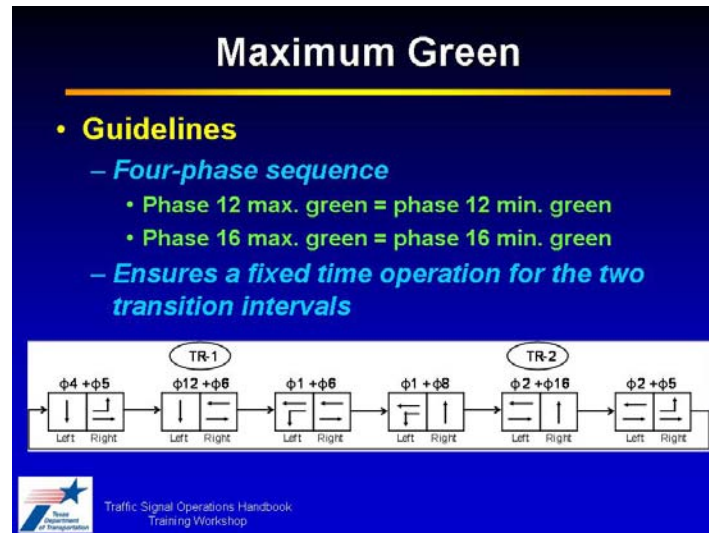 Maximum Green
• Guidelines
– Four-phase sequence
• Phase 12 max. green = phase 12 min. green
• Phase 16 max. green = phase 16 min. green
– Ensures a fixed time operation for the two
transition intervals
TR-1 TR-2
ϕ4 +ϕ5 ϕ12 +ϕ6 ϕ1 +ϕ6 ϕ1 +ϕ8 ϕ2 +ϕ16 ϕ2 +ϕ5
Left Right Left Right Left Right Left Right Left Right Left Right
Texas
Department
of Transportation
Traffic Signal Operations Handbook
Training Workshop